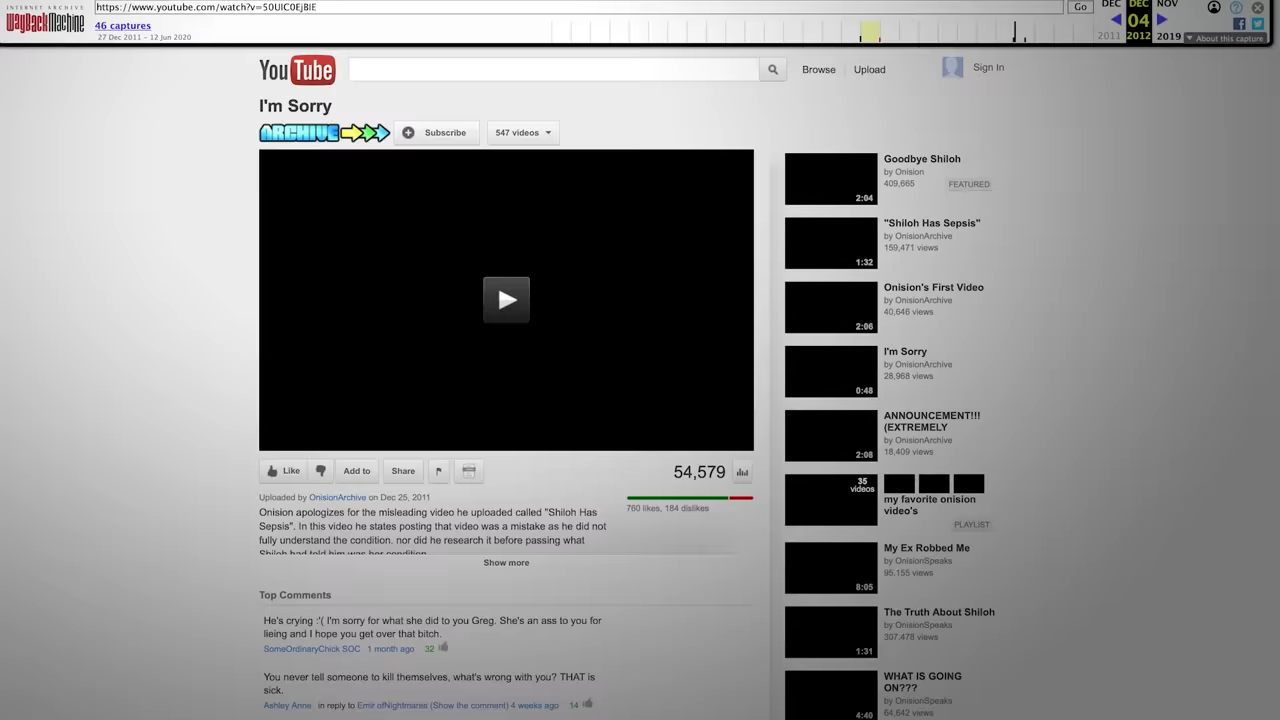 INTERNET ARCHIVE
WayBackMachine
https://www.youtube.com/watch?v=50UIC0EjBlE
Go
DEC DEC NOV
04
2011 2012 2019
46 captures
27 Dec 2011 - 12 Jun 2020
▼ About this capture
You Tube
Browse Upload
Sign In
I'm Sorry
ARCHIVE
Subscribe
547 videos
Like
Add to
Share
54,579
Uploaded by OnisionArchive on Dec 25, 2011
760 likes, 184 dislikes
Onision apologizes for the misleading video he uploaded called "Shiloh Has
Sepsis". In this video he states posting that video was a mistake as he did not
fully understand the condition. nor did he research it before passing what
Shiloh had told him was her condition.
Show more
Top Comments
He's crying :'( I'm sorry for what she did to you Greg. She's an ass to you for
lieing and I hope you get over that bitch.
SomeOrdinaryChick SOC 1 month ago 32
You never tell someone to kill themselves, what's wrong with you? THAT is
sick.
Ashley Anne in reply to Emir ofNightmares (Show the comment) 4 weeks ago 14
Goodbye Shiloh
by Onision
409,665
FEATURED
2:04
"Shiloh Has Sepsis"
by OnisionArchive
159,471 views
1:32
Onision's First Video
by OnisionArchive
40,646 views
2:06
I'm Sorry
by OnisionArchive
28,968 views
0:48
ANNOUNCEMENT!!!
(EXTREMELY
by OnisionArchive
18,409 views
2:08
35
videos
my favorite onision
video's
PLAYLIST
My Ex Robbed Me
by OnisionSpeaks
95,155 views
8:05
The Truth About Shiloh
by OnisionSpeaks
307,478 views
1:31
WHAT IS GOING
ON???
by OnisionSpeaks
64,642 views
4:40